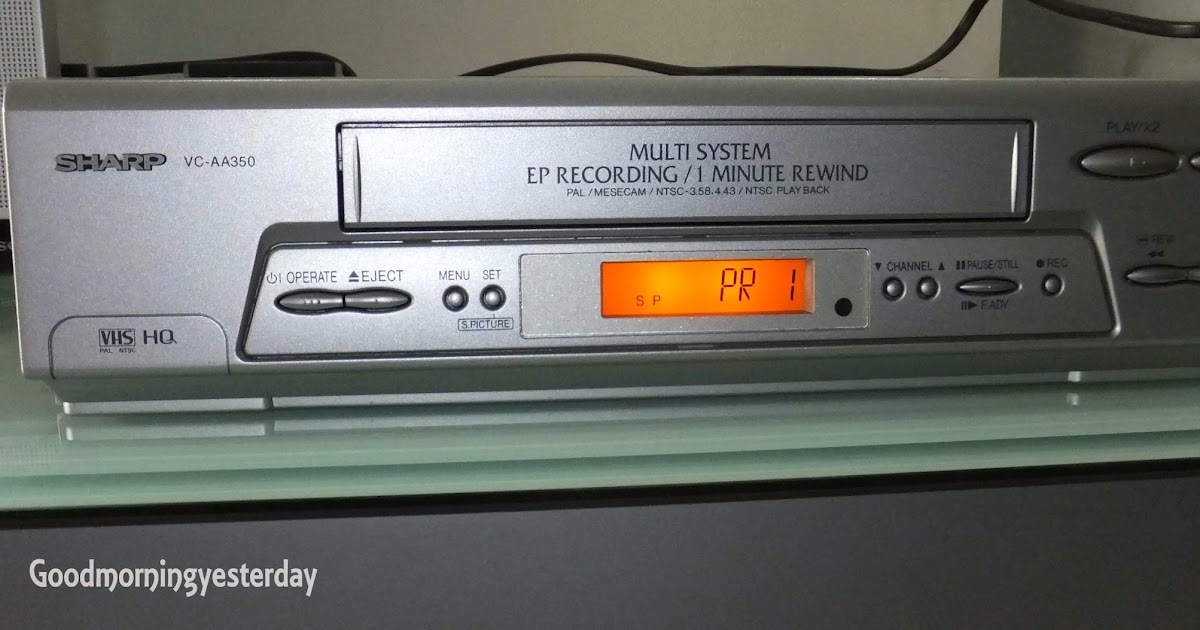 SHARP VC-AA350
MULTI SYSTEM
EP RECORDING / 1 MINUTE REWIND
PAL / MESECAM / NTSC-3.58, 4.43 / NTSC PLAY BACK
PLAY/X2
OPERATE EJECT
MENU SET
S.PICTURE
SP PR 1
CHANNEL PAUSE/STILL REC
F.ADV
REW
VHS HQ
PAL NTSC
Goodmorningyesterday